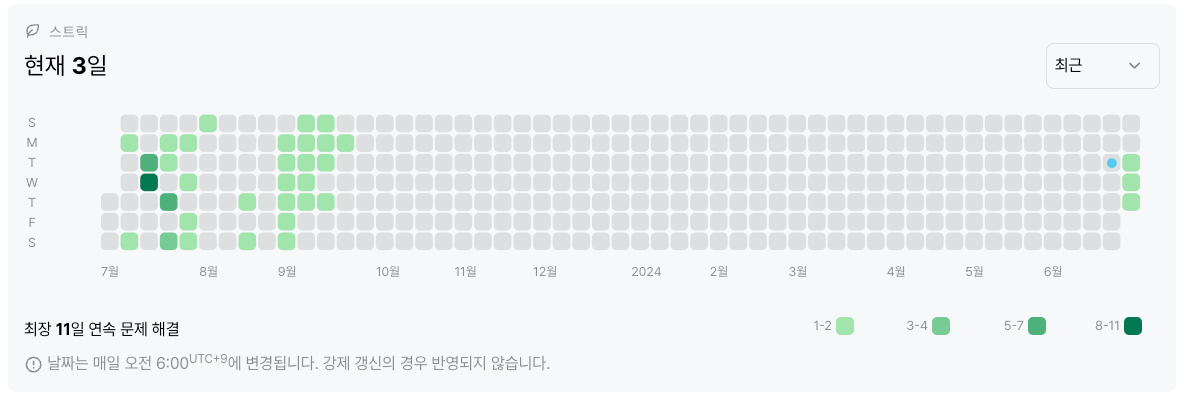 스트릭
현재 3일
최근
S
M
T
W
T
F
S
7월 8월 9월 10월 11월 12월 2024 2월 3월 4월 5월 6월
최장 11일 연속 문제 해결
1-2 3-4 5-7 8-11
날짜는 매일 오전 6:00UTC+9에 변경됩니다. 강제 갱신의 경우 반영되지 않습니다.